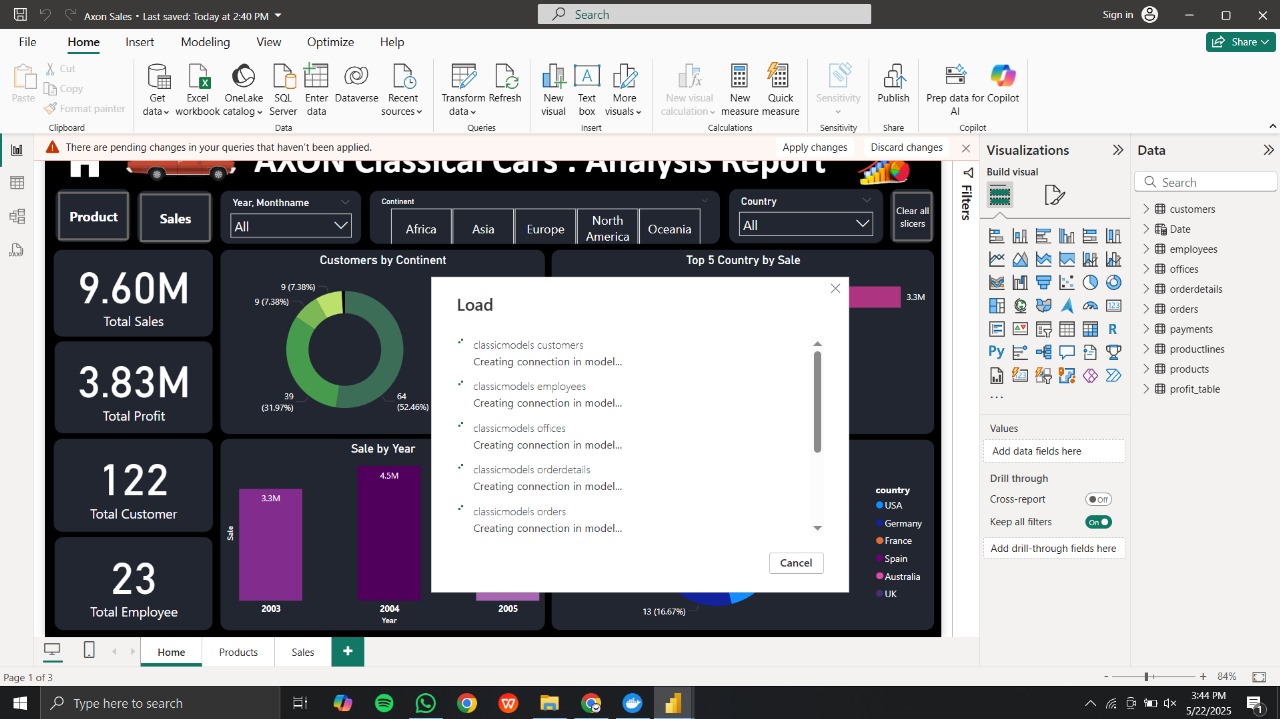 Axon Sales • Last saved: Today at 2:40 PM
Search
Sign in
File Home Insert Modeling View Optimize Help
Share
Paste
Cut
Copy
Format painter
Get data
Excel workbook
OneLake catalog
SQL Server
Enter data
Dataverse
Recent sources
Transform data
Refresh
New visual
Text box
More visuals
New visual calculation
New measure
Quick measure
Sensitivity
Publish
Prep data for AI
Copilot
Clipboard
Data
Queries
Insert
Calculations
Sensitivity
Share
Copilot
There are pending changes in your queries that haven't been applied.
Apply changes
Discard changes
AXON Classical Cars : Analysis Report
Product
Sales
Year, Monthname
All
Continent
Africa
Asia
Europe
North America
Oceania
Country
All
Clear all slicers
Filters
9.60M
Total Sales
3.83M
Total Profit
122
Total Customer
23
Total Employee
Customers by Continent
9 (7.38%)
9 (7.38%)
39 (31.97%)
64 (52.46%)
Top 5 Country by Sale
3.3M
Sale by Year
Sale
3.3M
4.5M
2003
2004
2005
Year
country
USA
Germany
France
Spain
Australia
UK
13 (16.67%)
Load
classicmodels customers
Creating connection in model...
classicmodels employees
Creating connection in model...
classicmodels offices
Creating connection in model...
classicmodels orderdetails
Creating connection in model...
classicmodels orders
Creating connection in model...
Cancel
Visualizations
Build visual
Values
Add data fields here
Drill through
Cross-report
Off
Keep all filters
On
Add drill-through fields here
Data
Search
customers
Date
employees
offices
orderdetails
orders
payments
productlines
products
profit_table
Home
Products
Sales
Page 1 of 3
84%
Type here to search
3:44 PM
5/22/2025